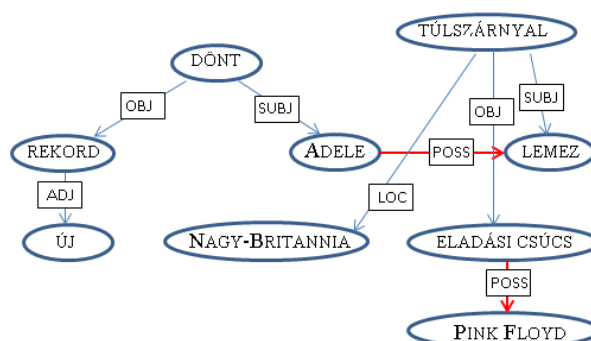 TÚLSZÁRNYAL
DÖNT
OBJ
SUBJ
OBJ
SUBJ
REKORD
ADELE
POSS
LEMEZ
ADJ
LOC
ÚJ
NAGY-BRITANNIA
ELADÁSI CSÚCS
POSS
PINK FLOYD